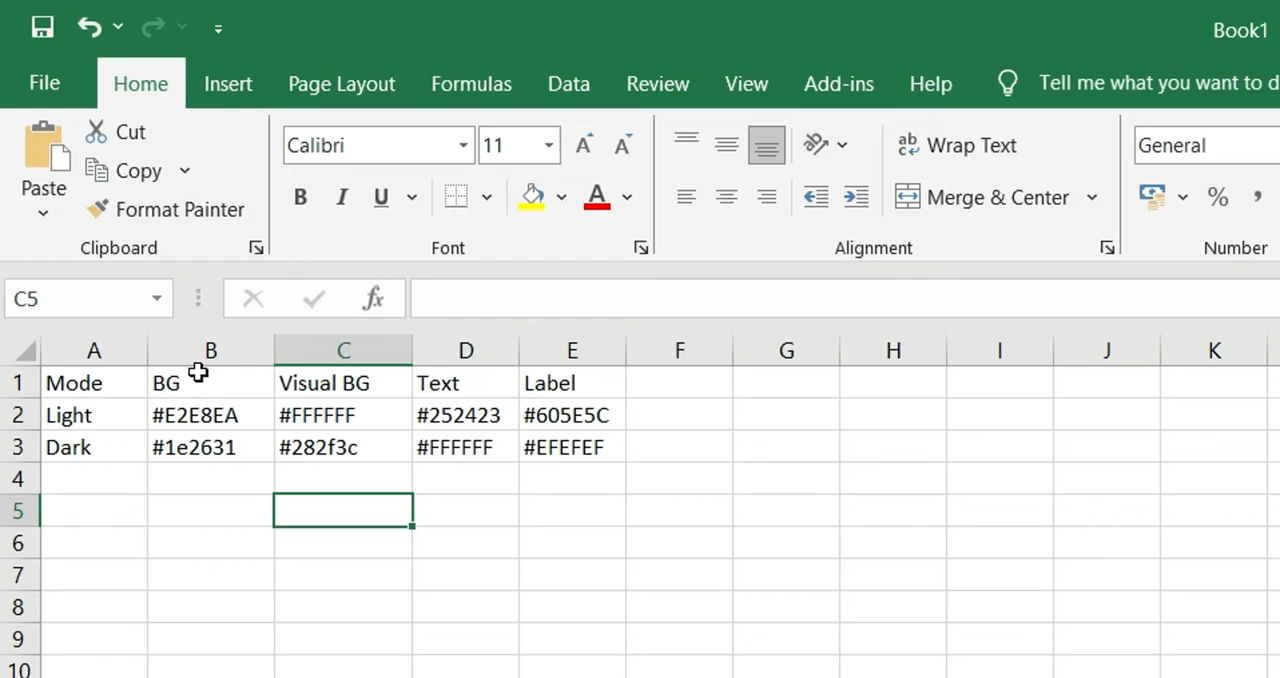 Book1
File Home Insert Page Layout Formulas Data Review View Add-ins Help Tell me what you want to d
Paste
Cut
Copy
Format Painter
Calibri 11
B I U A
ab Wrap Text
Merge & Center
General
% ,
Clipboard Font Alignment Number
C5 fx
A B C D E F G H I J K
1 Mode BG Visual BG Text Label
2 Light #E2E8EA #FFFFFF #252423 #605E5C
3 Dark #1e2631 #282f3c #FFFFFF #EFEFEF
4
5
6
7
8
9
10